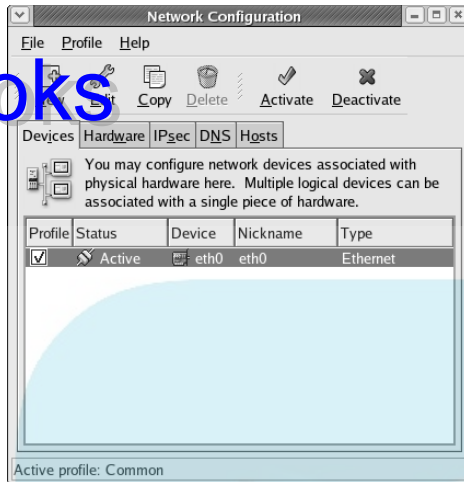 Network Configuration
File Profile Help
oks
Copy Delete Activate Deactivate
Devices Hardware IPsec DNS Hosts
You may configure network devices associated with
physical hardware here. Multiple logical devices can be
associated with a single piece of hardware.
Profile Status Device Nickname Type
Active eth0 eth0 Ethernet
Active profile: Common